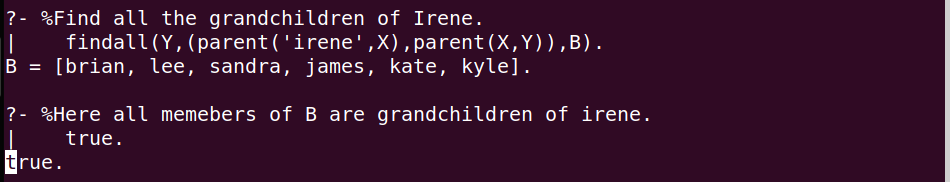 ?- %Find all the grandchildren of Irene.
|    findall(Y,(parent('irene',X),parent(X,Y)),B).
B = [brian, lee, sandra, james, kate, kyle].
?- %Here all memebers of B are grandchildren of irene.
|    true.
true.